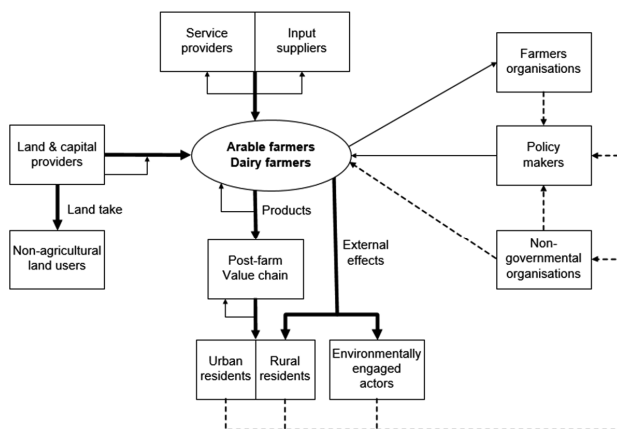 Service
providers
Input
suppliers
Farmers
organisations
Land & capital
providers
Arable farmers
Dairy farmers
Policy
makers
Land take
Products
Non-agricultural
land users
External
effects
Non-
governmental
organisations
Post-farm
Value chain
Urban
residents
Rural
residents
Environmentally
engaged
actors